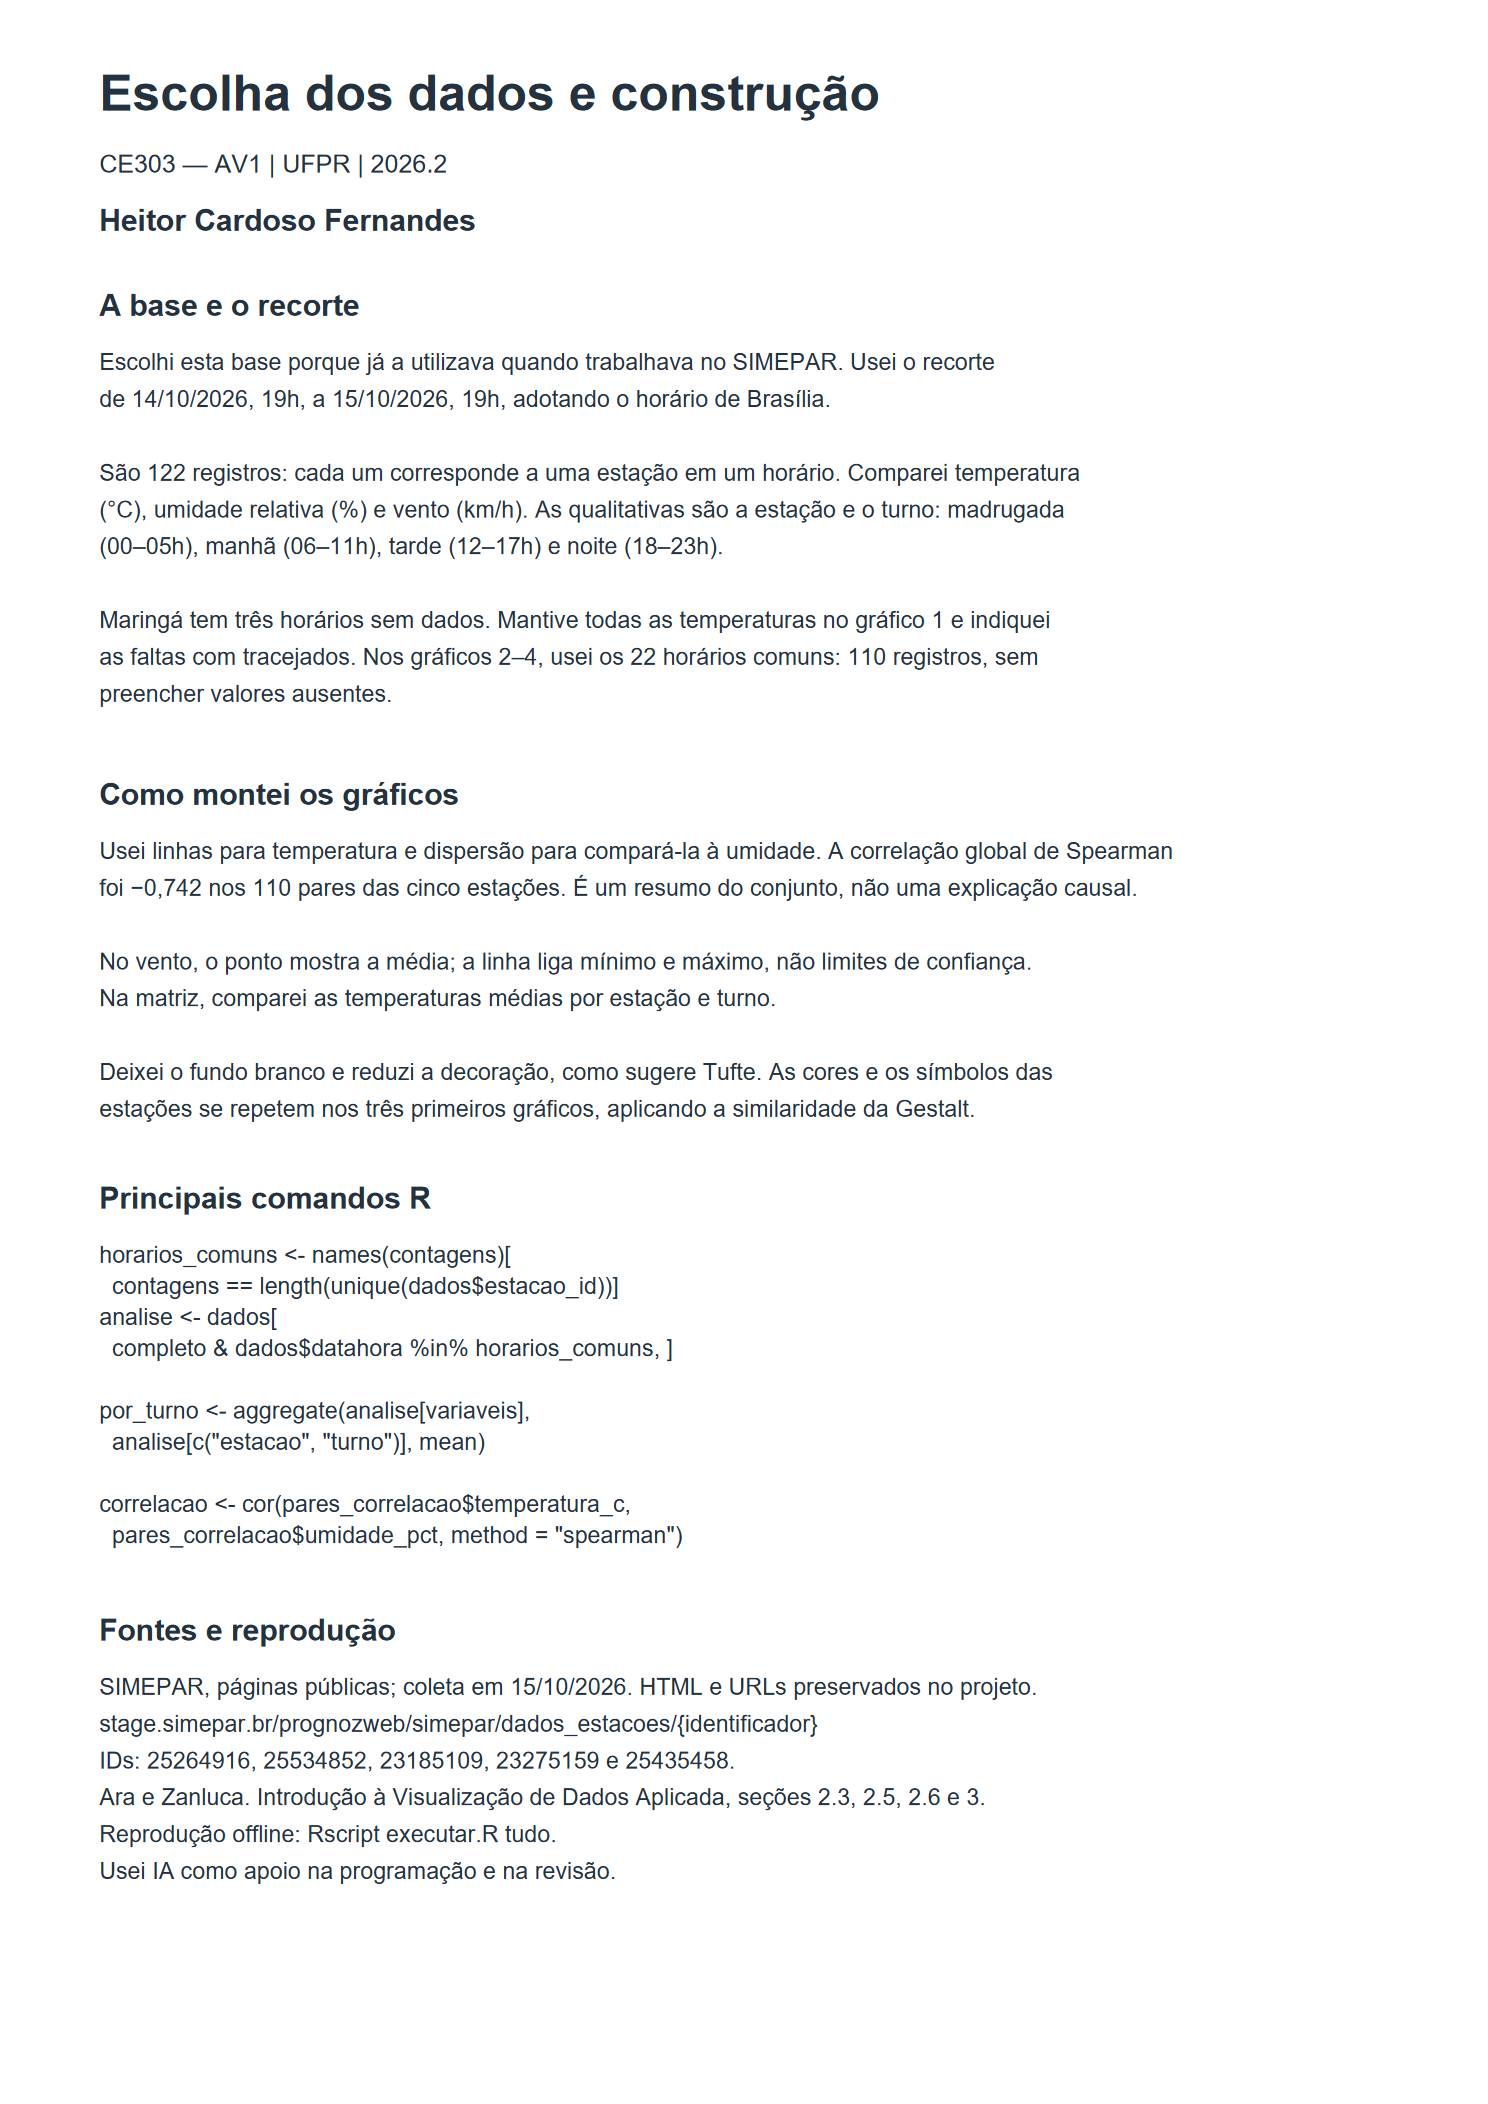 Escolha dos dados e construção
CE303 — AV1 | UFPR | 2026.2
Heitor Cardoso Fernandes
A base e o recorte
Escolhi esta base porque já a utilizava quando trabalhava no SIMEPAR. Usei o recorte
de 14/10/2026, 19h, a 15/10/2026, 19h, adotando o horário de Brasília.
São 122 registros: cada um corresponde a uma estação em um horário. Comparei temperatura
(°C), umidade relativa (%) e vento (km/h). As qualitativas são a estação e o turno: madrugada
(00–05h), manhã (06–11h), tarde (12–17h) e noite (18–23h).
Maringá tem três horários sem dados. Mantive todas as temperaturas no gráfico 1 e indiquei
as faltas com tracejados. Nos gráficos 2–4, usei os 22 horários comuns: 110 registros, sem
preencher valores ausentes.
Como montei os gráficos
Usei linhas para temperatura e dispersão para compará-la à umidade. A correlação global de Spearman
foi −0,742 nos 110 pares das cinco estações. É um resumo do conjunto, não uma explicação causal.
No vento, o ponto mostra a média; a linha liga mínimo e máximo, não limites de confiança.
Na matriz, comparei as temperaturas médias por estação e turno.
Deixei o fundo branco e reduzi a decoração, como sugere Tufte. As cores e os símbolos das
estações se repetem nos três primeiros gráficos, aplicando a similaridade da Gestalt.
Principais comandos R
horarios_comuns <- names(contagens)[
  contagens == length(unique(dados$estacao_id))]
analise <- dados[
  completo & dados$datahora %in% horarios_comuns, ]
por_turno <- aggregate(analise[variaveis],
  analise[c("estacao", "turno")], mean)
correlacao <- cor(pares_correlacao$temperatura_c,
  pares_correlacao$umidade_pct, method = "spearman")
Fontes e reprodução
SIMEPAR, páginas públicas; coleta em 15/10/2026. HTML e URLs preservados no projeto.
stage.simepar.br/prognozweb/simepar/dados_estacoes/{identificador}
IDs: 25264916, 25534852, 23185109, 23275159 e 25435458.
Ara e Zanluca. Introdução à Visualização de Dados Aplicada, seções 2.3, 2.5, 2.6 e 3.
Reprodução offline: Rscript executar.R tudo.
Usei IA como apoio na programação e na revisão.